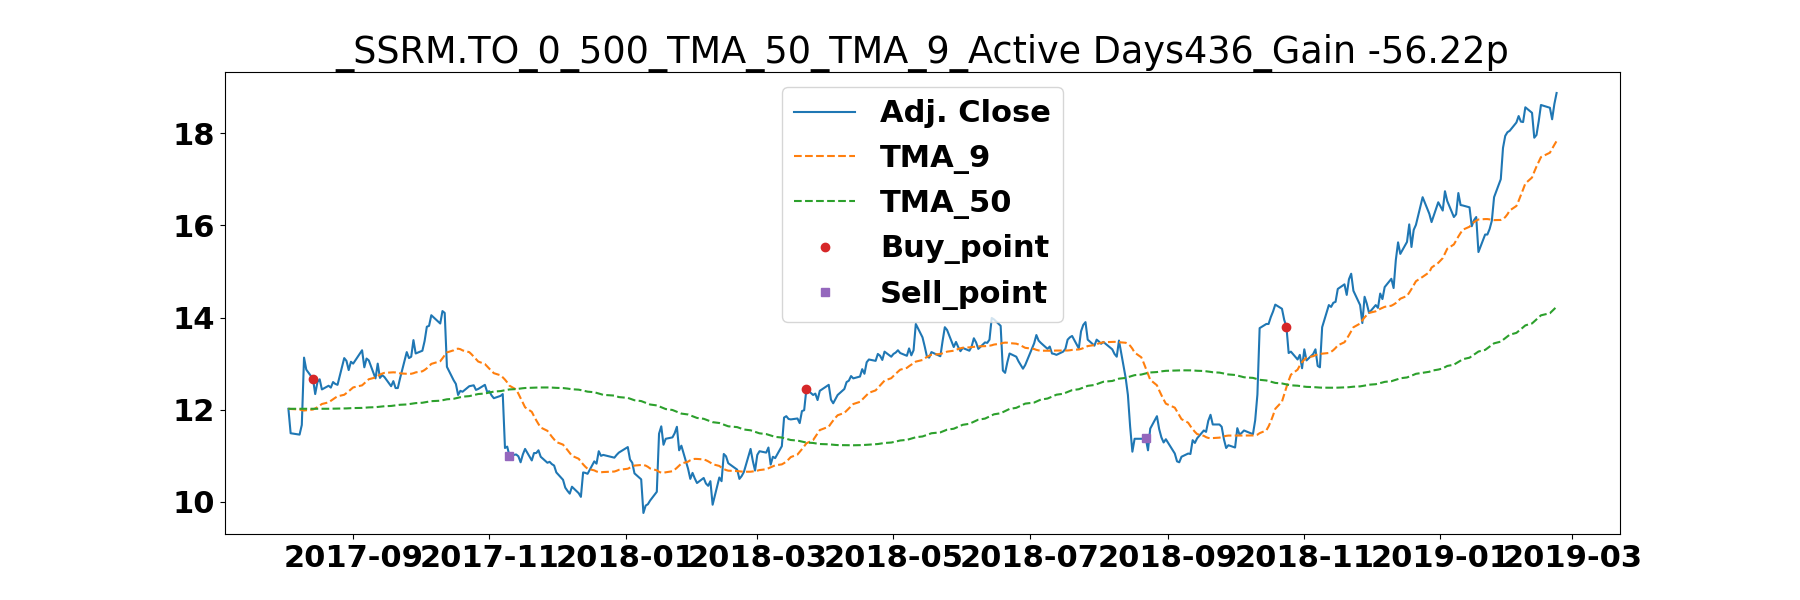 _SSRM.TO_0_500_TMA_50_TMA_9_Active Days436_Gain -56.22p
Adj. Close
TMA_9
TMA_50
Buy_point
Sell_point
18
16
14
12
10
2017-09 2017-11 2018-01 2018-03 2018-05 2018-07 2018-09 2018-11 2019-01 2019-03